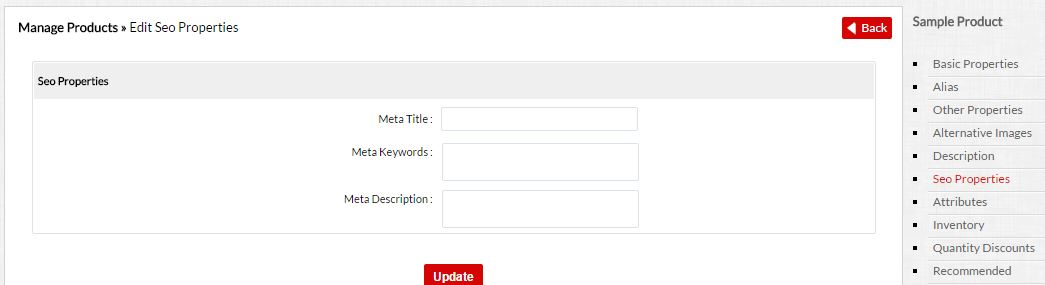 Manage Products » Edit Seo Properties
Back
Seo Properties
Meta Title :
Meta Keywords :
Meta Description :
Update
Sample Product
Basic Properties
Alias
Other Properties
Alternative Images
Description
Seo Properties
Attributes
Inventory
Quantity Discounts
Recommended